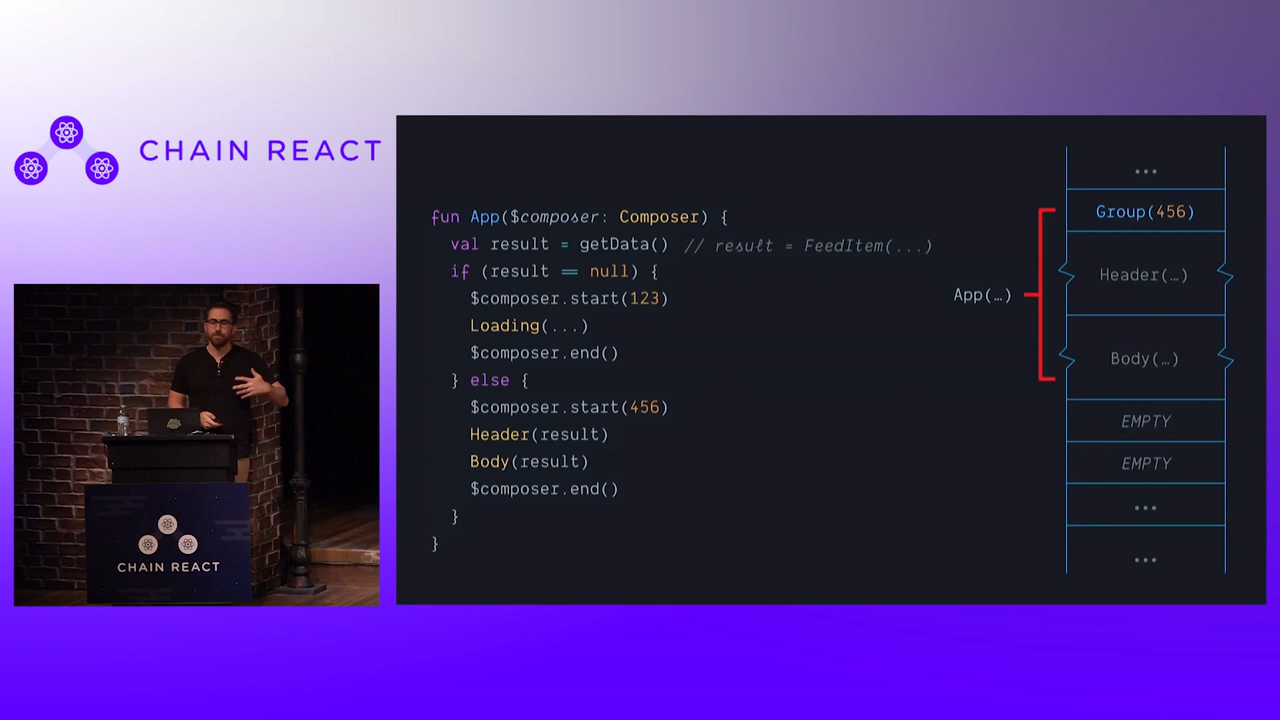 CHAIN REACT
fun App($composer: Composer) {
val result = getData() // result = FeedItem(...)
if (result == null) {
$composer.start(123)
Loading(...)
$composer.end()
} else {
$composer.start(456)
Header(result)
Body(result)
$composer.end()
}
}
App(…)
...
Group(456)
Header(…)
Body(…)
EMPTY
EMPTY
...
...
CHAIN REACT